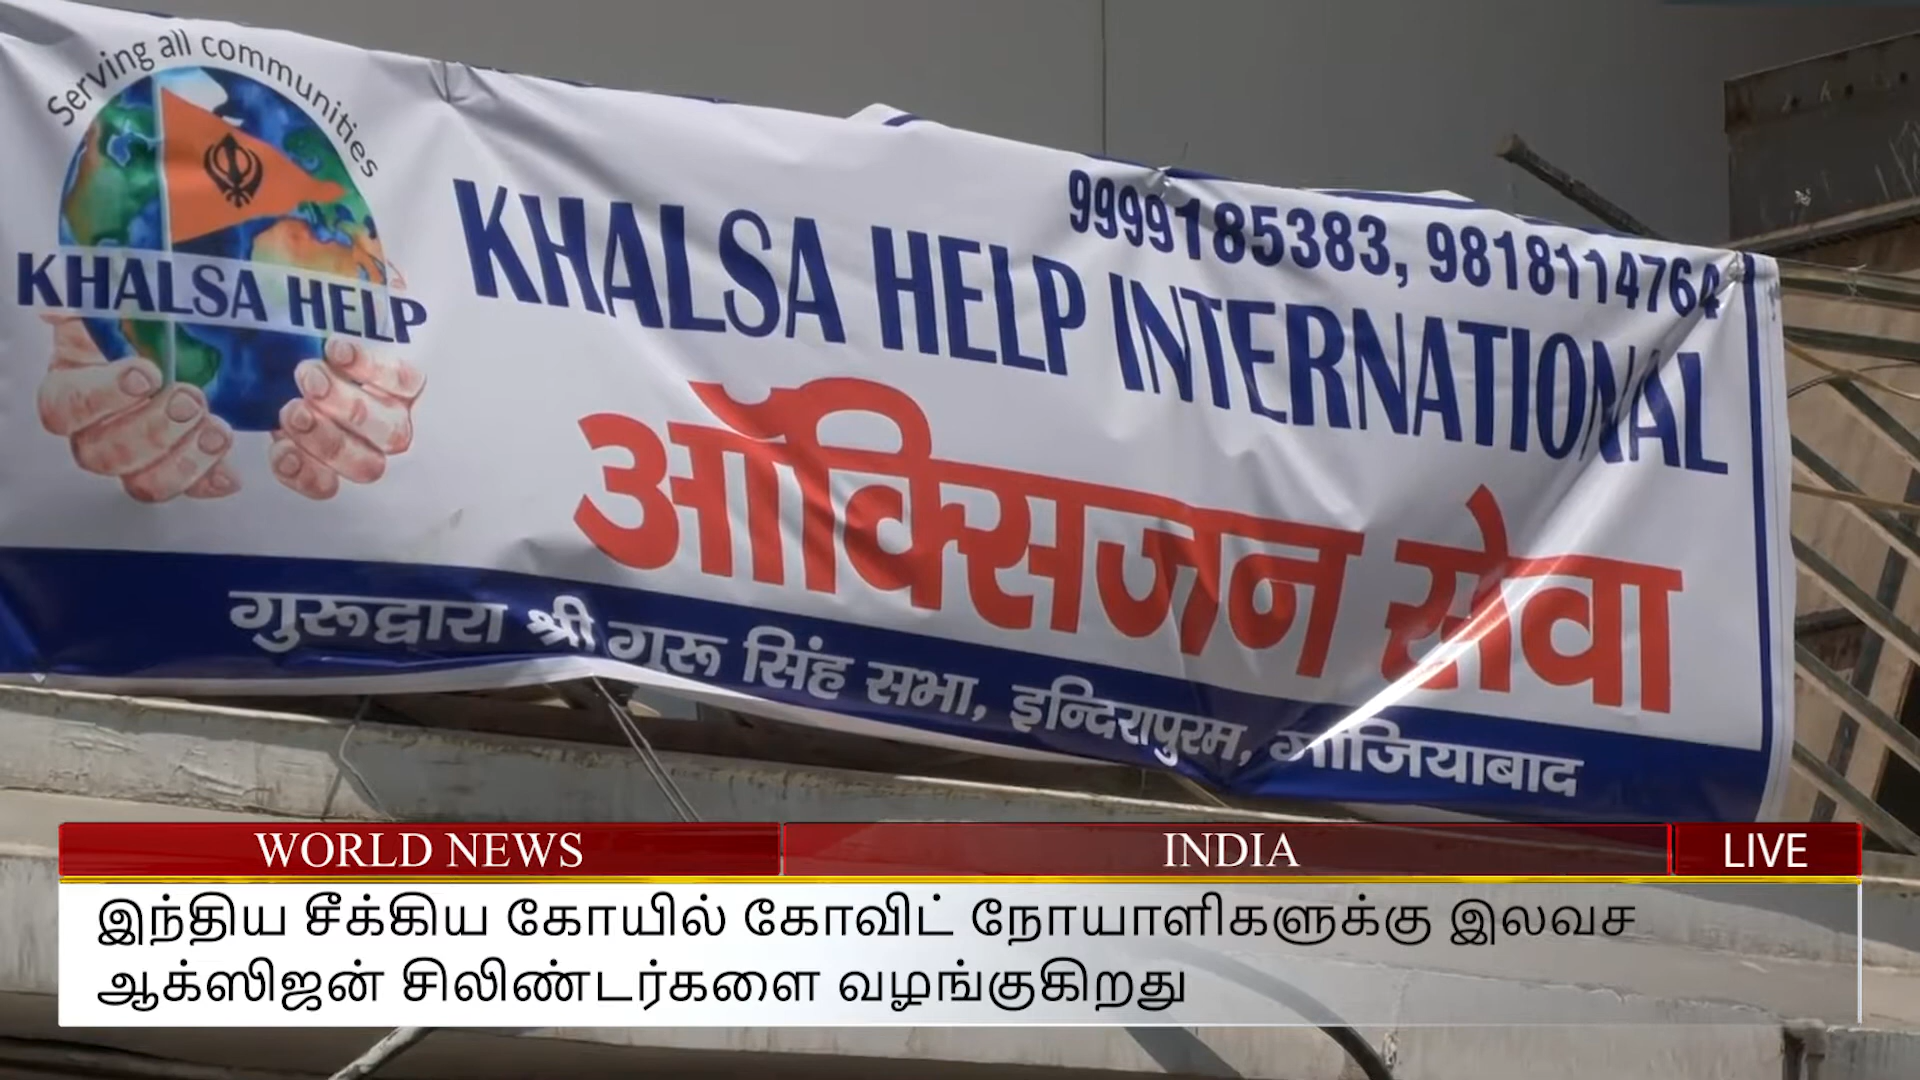 Serving all communities
KHALSA HELP
9999185383, 9818114764
KHALSA HELP INTERNATIONAL
ऑक्सिजन सेवा
गुरूद्वारा श्री गुरू सिंह सभा, इन्दिरापुरम, गाजियाबाद
WORLD NEWS
INDIA
LIVE
இந்திய சீக்கிய கோயில் கோவிட் நோயாளிகளுக்கு இலவச
ஆக்ஸிஜன் சிலிண்டர்களை வழங்குகிறது